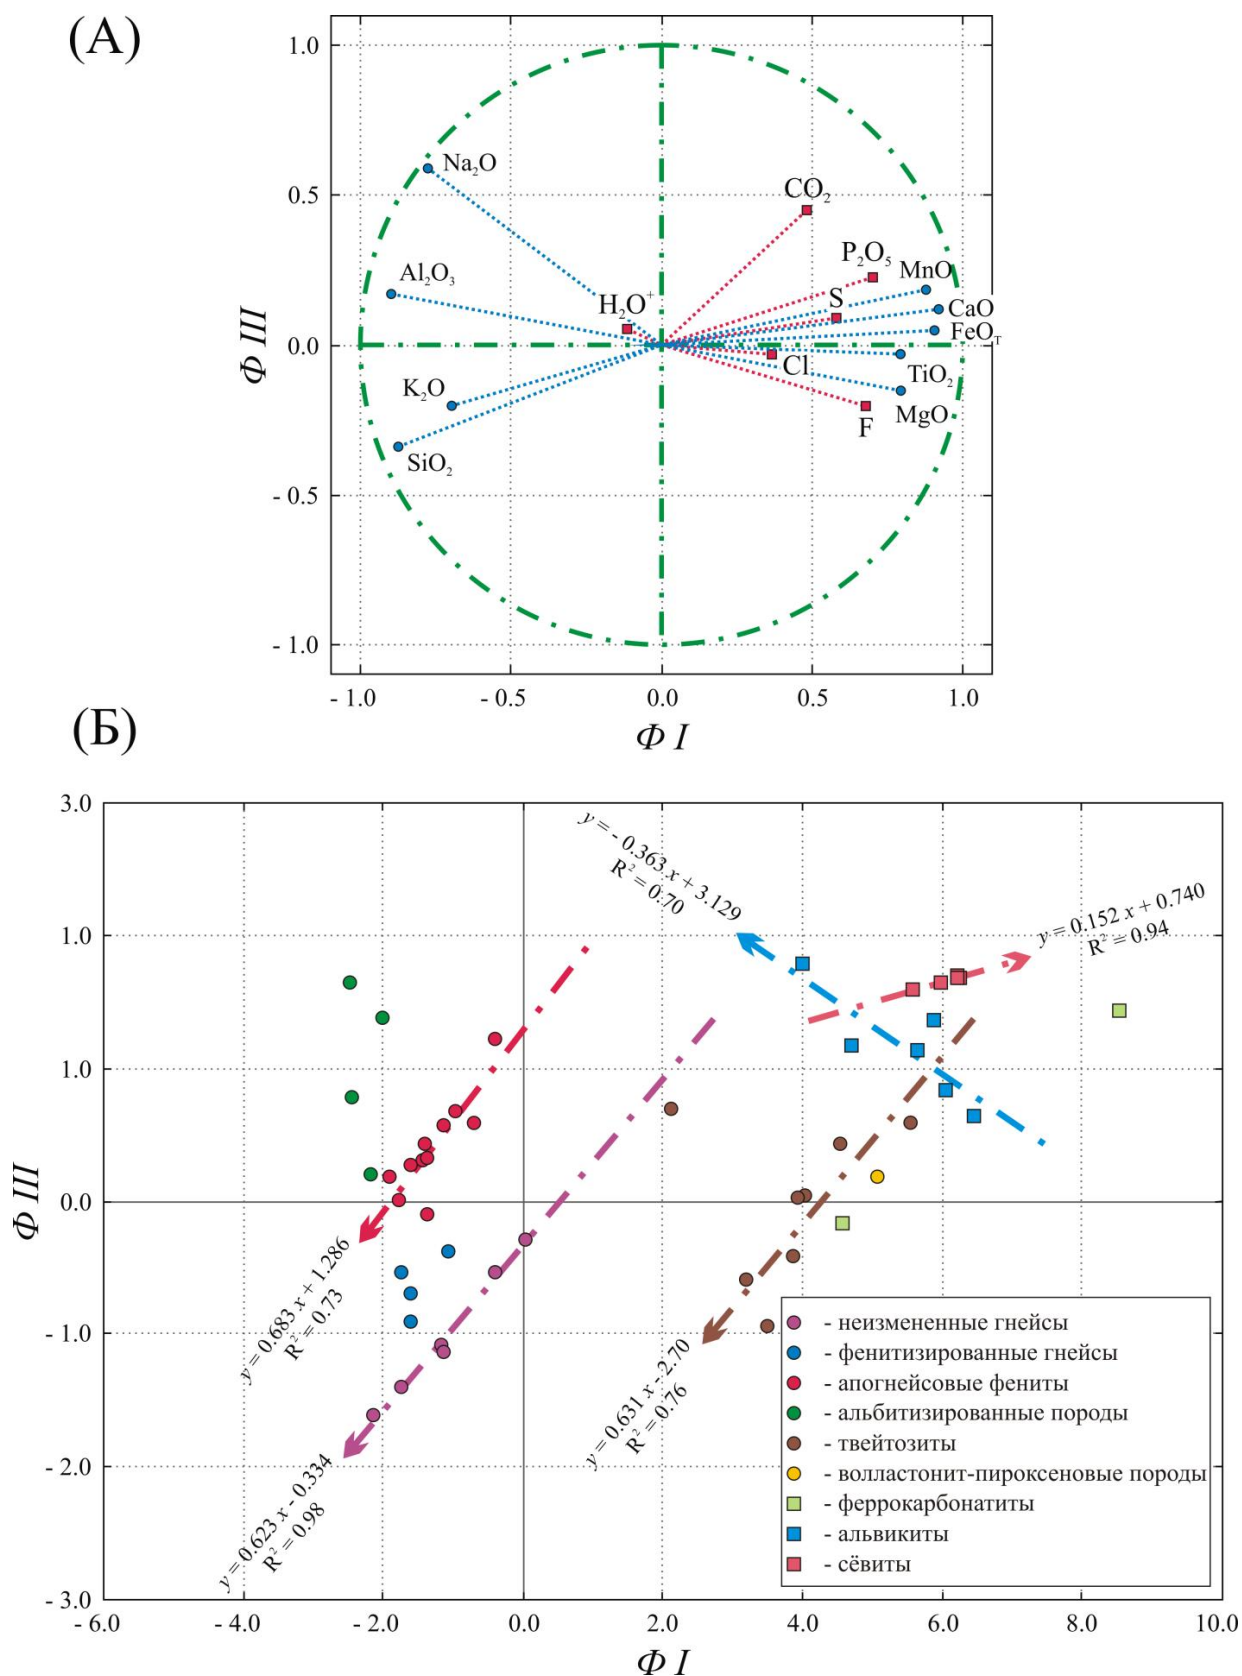 (А)
1.0
0.5
0.0
- 0.5
- 1.0
Ф III
Na₂O
CO₂
P₂O₅
MnO
Al₂O₃
H₂O⁺
S
CaO
FeOₜ
Cl
TiO₂
K₂O
MgO
F
SiO₂
- 1.0
- 0.5
0.0
0.5
1.0
Ф I
(Б)
3.0
1.0
1.0
0.0
- 1.0
- 2.0
- 3.0
Ф III
y = - 0.363 x + 3.129
R² = 0.70
y = 0.152 x + 0.740
R² = 0.94
y = 0.683 x + 1.286
R² = 0.73
y = 0.623 x - 0.334
R² = 0.98
y = 0.631 x - 2.70
R² = 0.76
- неизмененные гнейсы
- фенитизированные гнейсы
- апогнейсовые фениты
- альбитизированные породы
- твейтозиты
- волластонит-пироксеновые породы
- феррокарбонатиты
- альвикиты
- сёвиты
- 6.0
- 4.0
- 2.0
0.0
2.0
4.0
6.0
8.0
10.0
Ф I